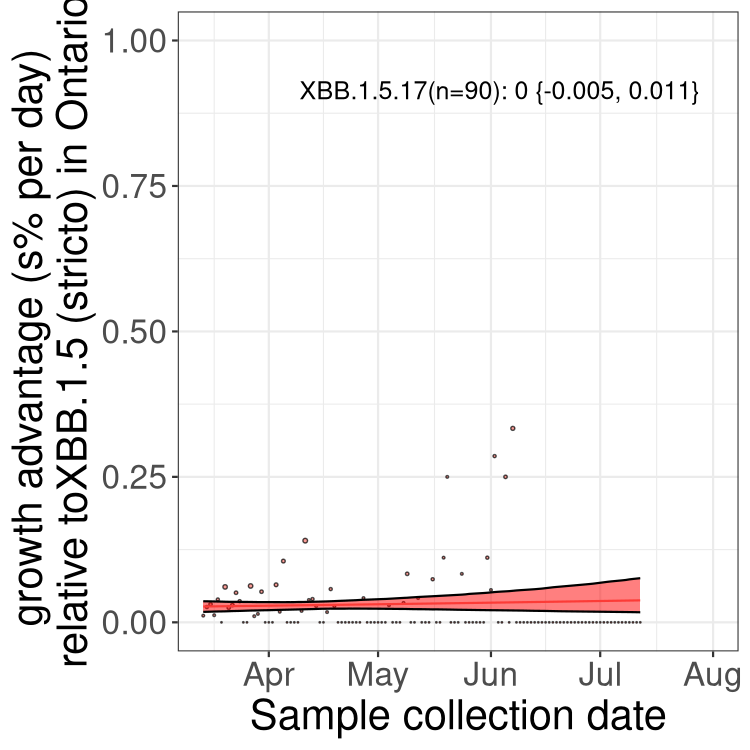 growth advantage (s% per day)
relative toXBB.1.5 (stricto) in Ontario
1.00
0.75
0.50
0.25
0.00
XBB.1.5.17(n=90): 0 {-0.005, 0.011}
Apr May Jun Jul Aug
Sample collection date